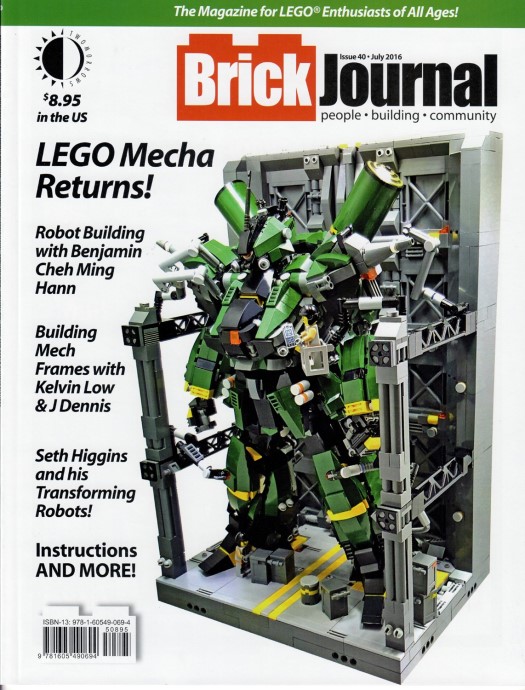 The Magazine for LEGO® Enthusiasts of All Ages!
TWOMORROWS
$8.95
in the US
Issue 40 • July 2016
BrickJournal
people • building • community
LEGO Mecha
Returns!
Robot Building
with Benjamin
Cheh Ming
Hann
Building
Mech
Frames with
Kelvin Low
& J Dennis
Seth Higgins
and his
Transforming
Robots!
Instructions
AND MORE!
ISBN-13: 978-1-60549-069-4
50895
9 781605 490694